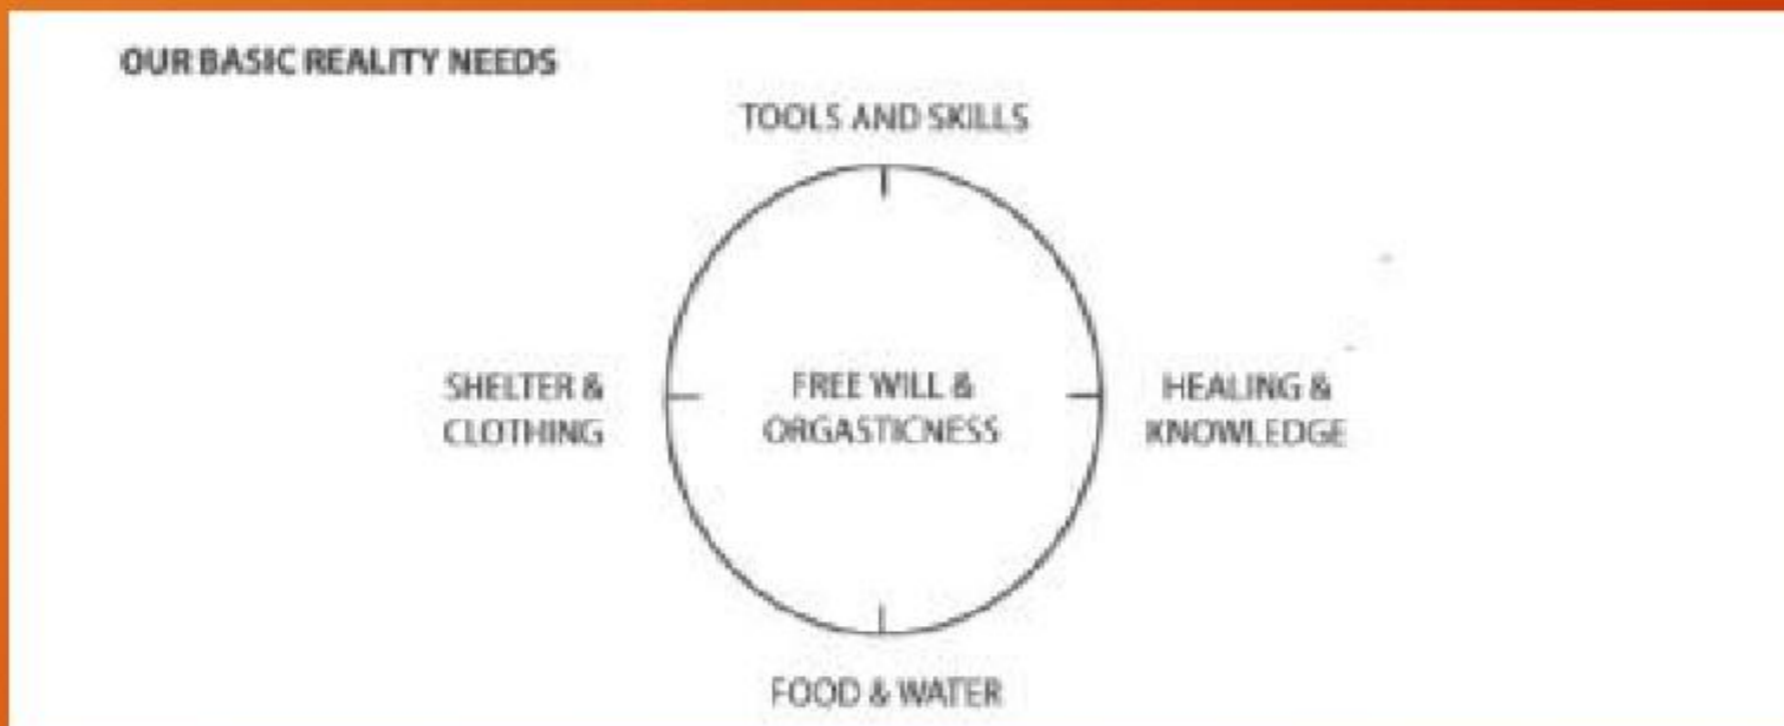 OUR BASIC REALITY NEEDS
TOOLS AND SKILLS
SHELTER &
CLOTHING
FREE WILL &
ORGASTICNESS
HEALING &
KNOWLEDGE
FOOD & WATER